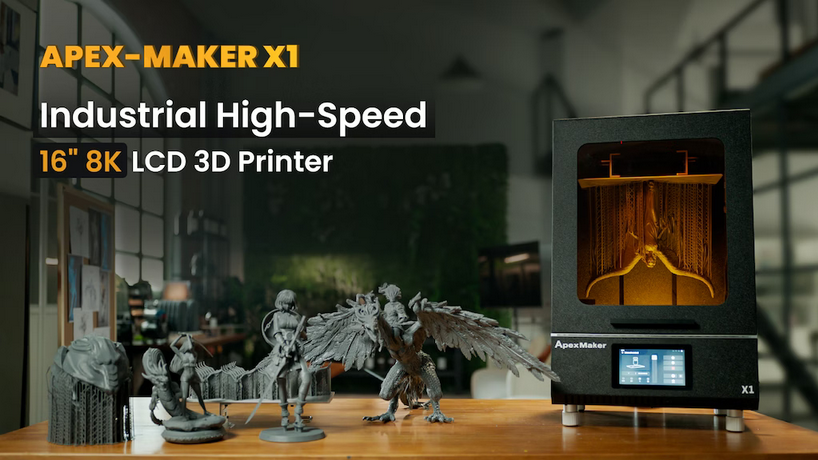 APEX-MAKER X1
Industrial High-Speed
16" 8K LCD 3D Printer
ApexMaker
X1